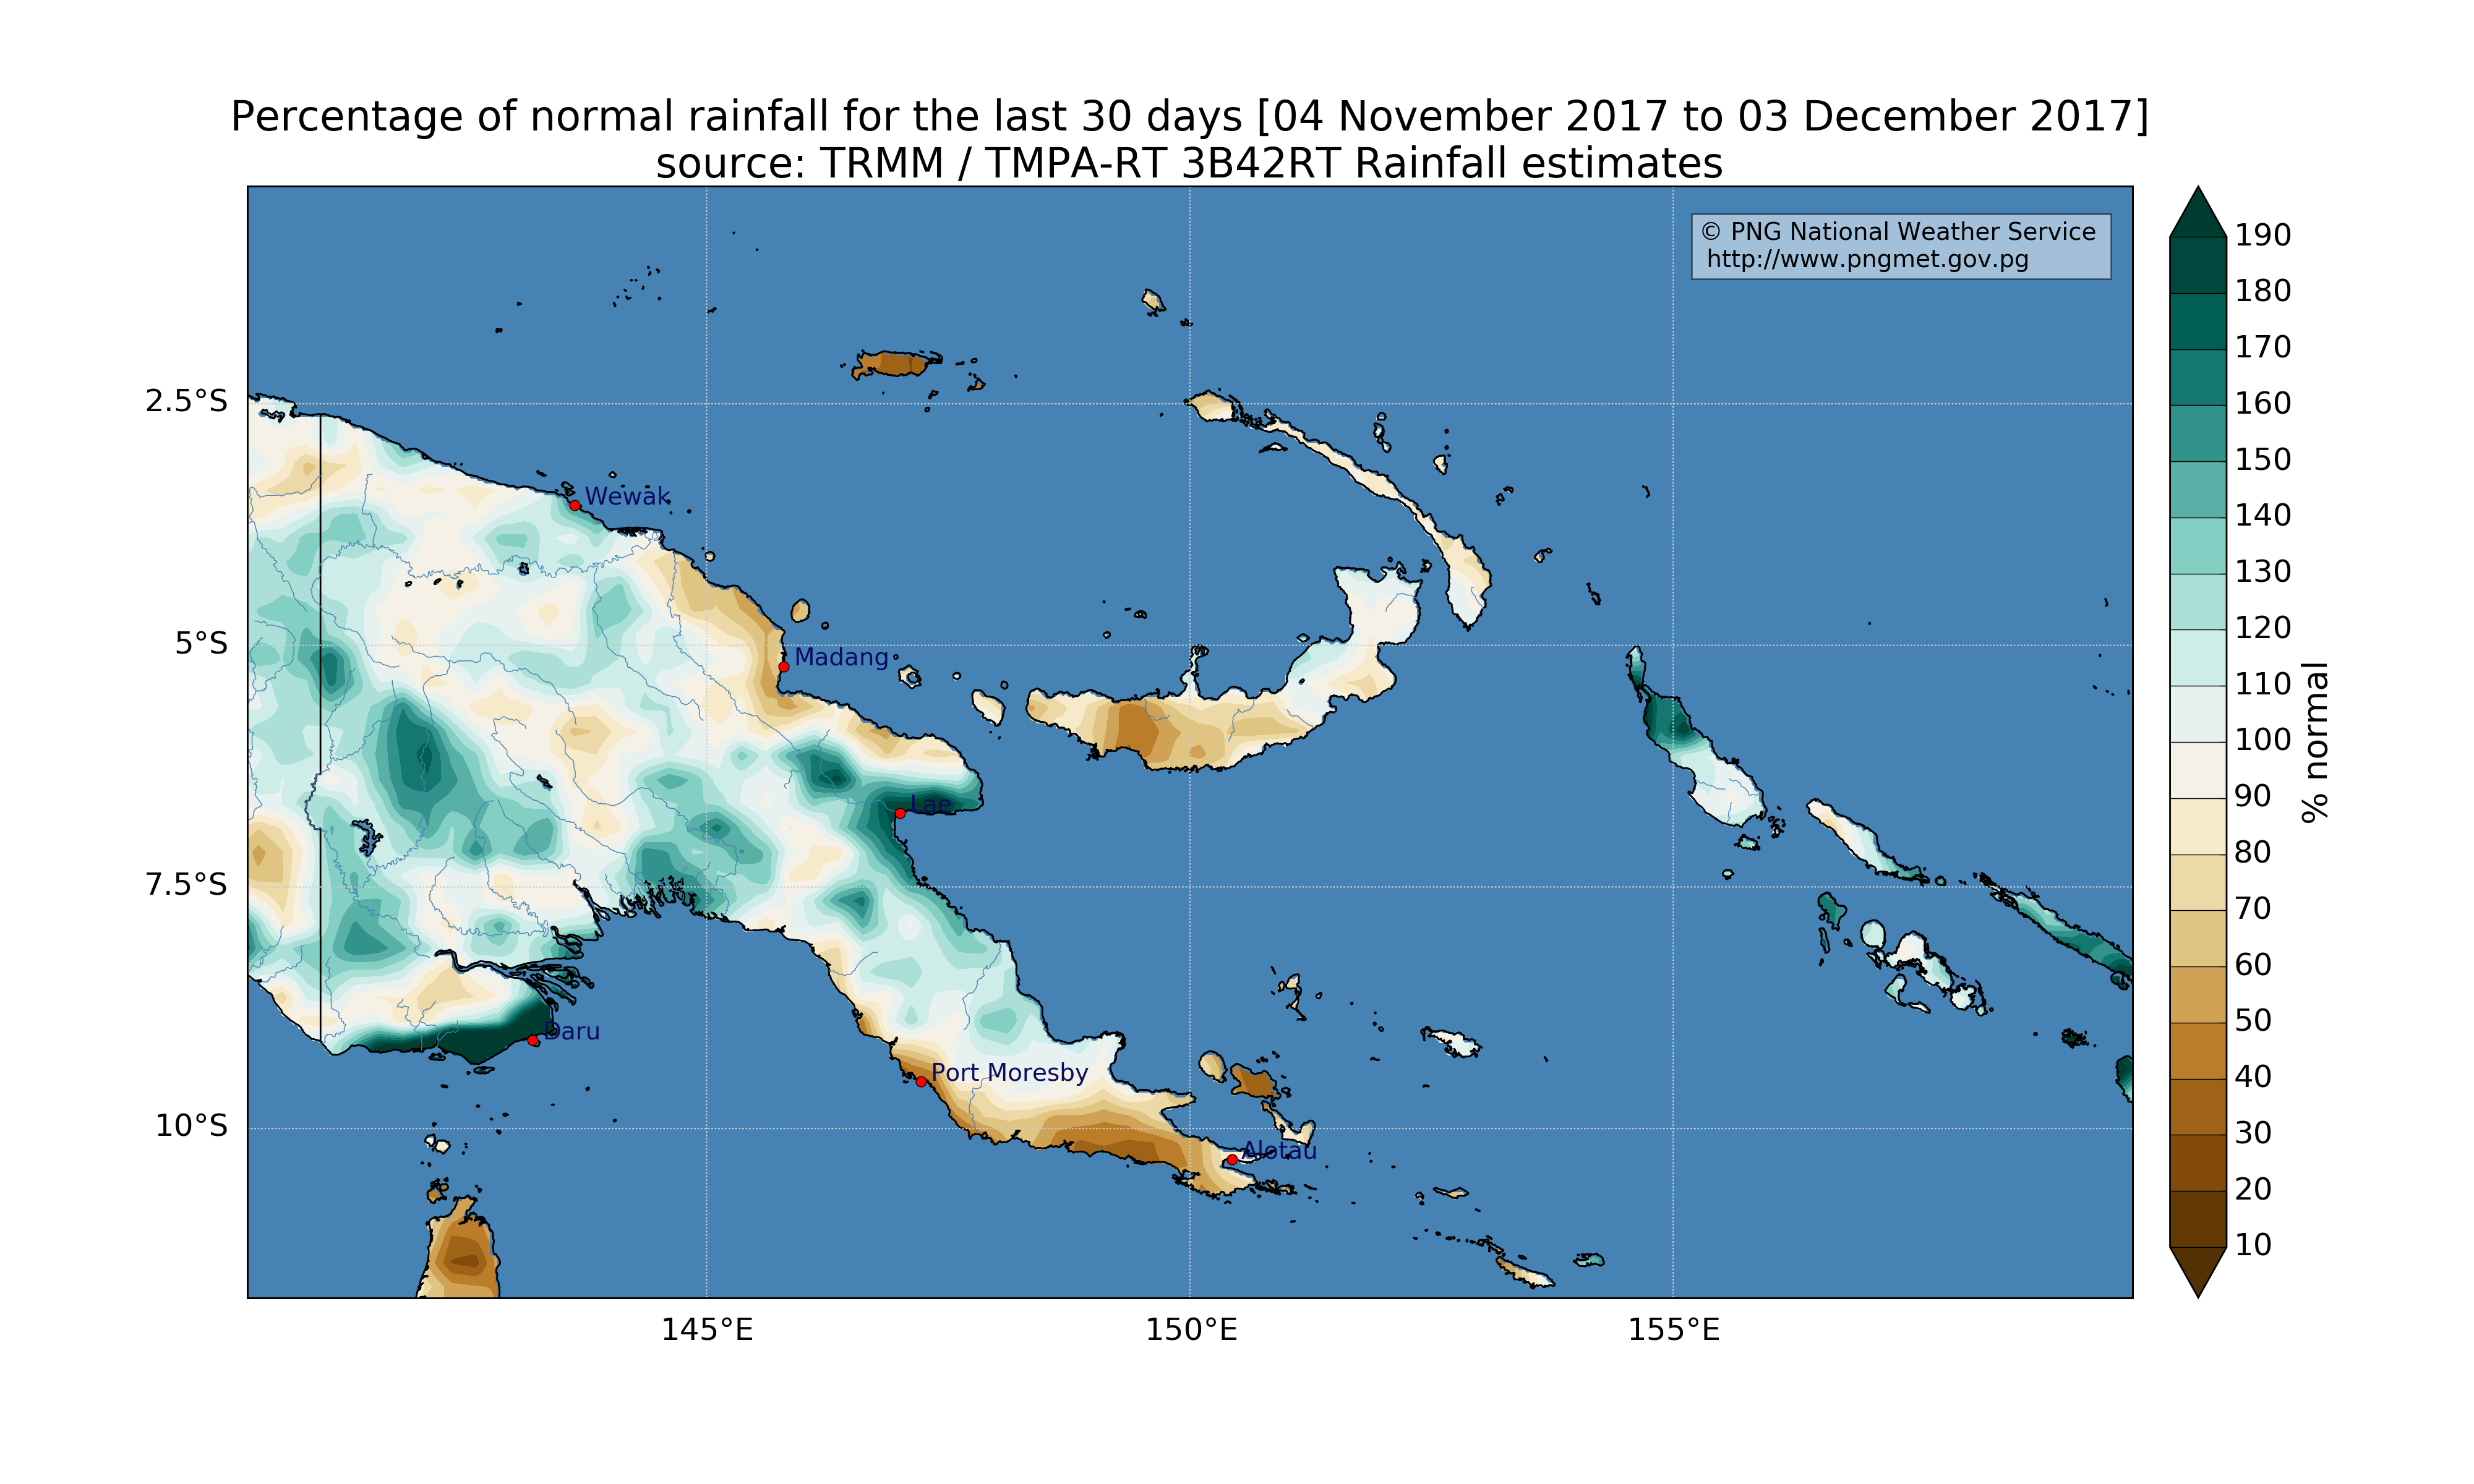 Percentage of normal rainfall for the last 30 days [04 November 2017 to 03 December 2017]
source: TRMM / TMPA-RT 3B42RT Rainfall estimates
© PNG National Weather Service
http://www.pngmet.gov.pg
2.5°S
5°S
7.5°S
10°S
145°E
150°E
155°E
Wewak
Madang
Lae
Daru
Port Moresby
Alotau
190
180
170
160
150
140
130
120
110
100
90
80
70
60
50
40
30
20
10
% normal